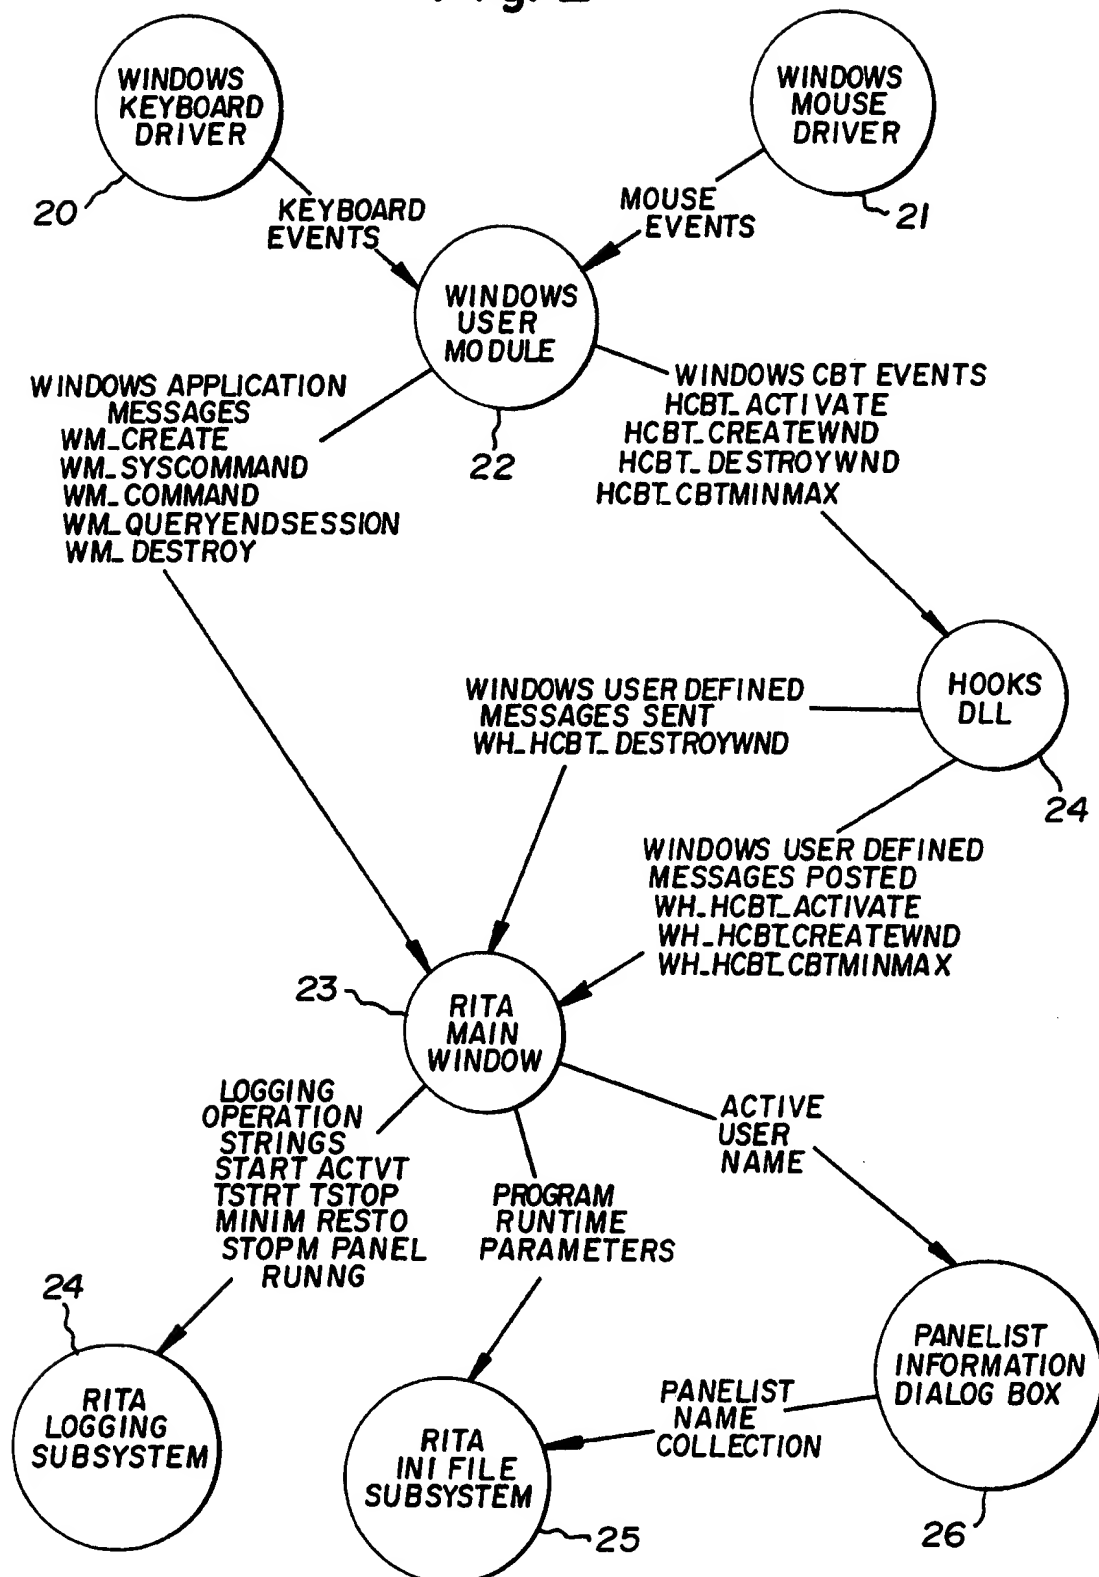 WINDOWS
KEYBOARD
DRIVER
20
WINDOWS
MOUSE
DRIVER
21
KEYBOARD
EVENTS
MOUSE
EVENTS
WINDOWS
USER
MODULE
22
WINDOWS APPLICATION
MESSAGES
WM_CREATE
WM_SYSCOMMAND
WM_COMMAND
WM_QUERYENDSESSION
WM_DESTROY
WINDOWS CBT EVENTS
HCBT_ACTIVATE
HCBT_CREATEWND
HCBT_DESTROYWND
HCBT_CBTMINMAX
HOOKS
DLL
24
WINDOWS USER DEFINED
MESSAGES SENT
WH_HCBT_DESTROYWND
WINDOWS USER DEFINED
MESSAGES POSTED
WH_HCBT_ACTIVATE
WH_HCBT_CREATEWND
WH_HCBT_CBTMINMAX
23
RITA
MAIN
WINDOW
LOGGING
OPERATION
STRINGS
START ACTVT
TSTRT TSTOP
MINIM RESTO
STOPM PANEL
RUNNG
PROGRAM
RUNTIME
PARAMETERS
ACTIVE
USER
NAME
24
RITA
LOGGING
SUBSYSTEM
RITA
INI FILE
SUBSYSTEM
25
PANELIST
NAME
COLLECTION
PANELIST
INFORMATION
DIALOG BOX
26